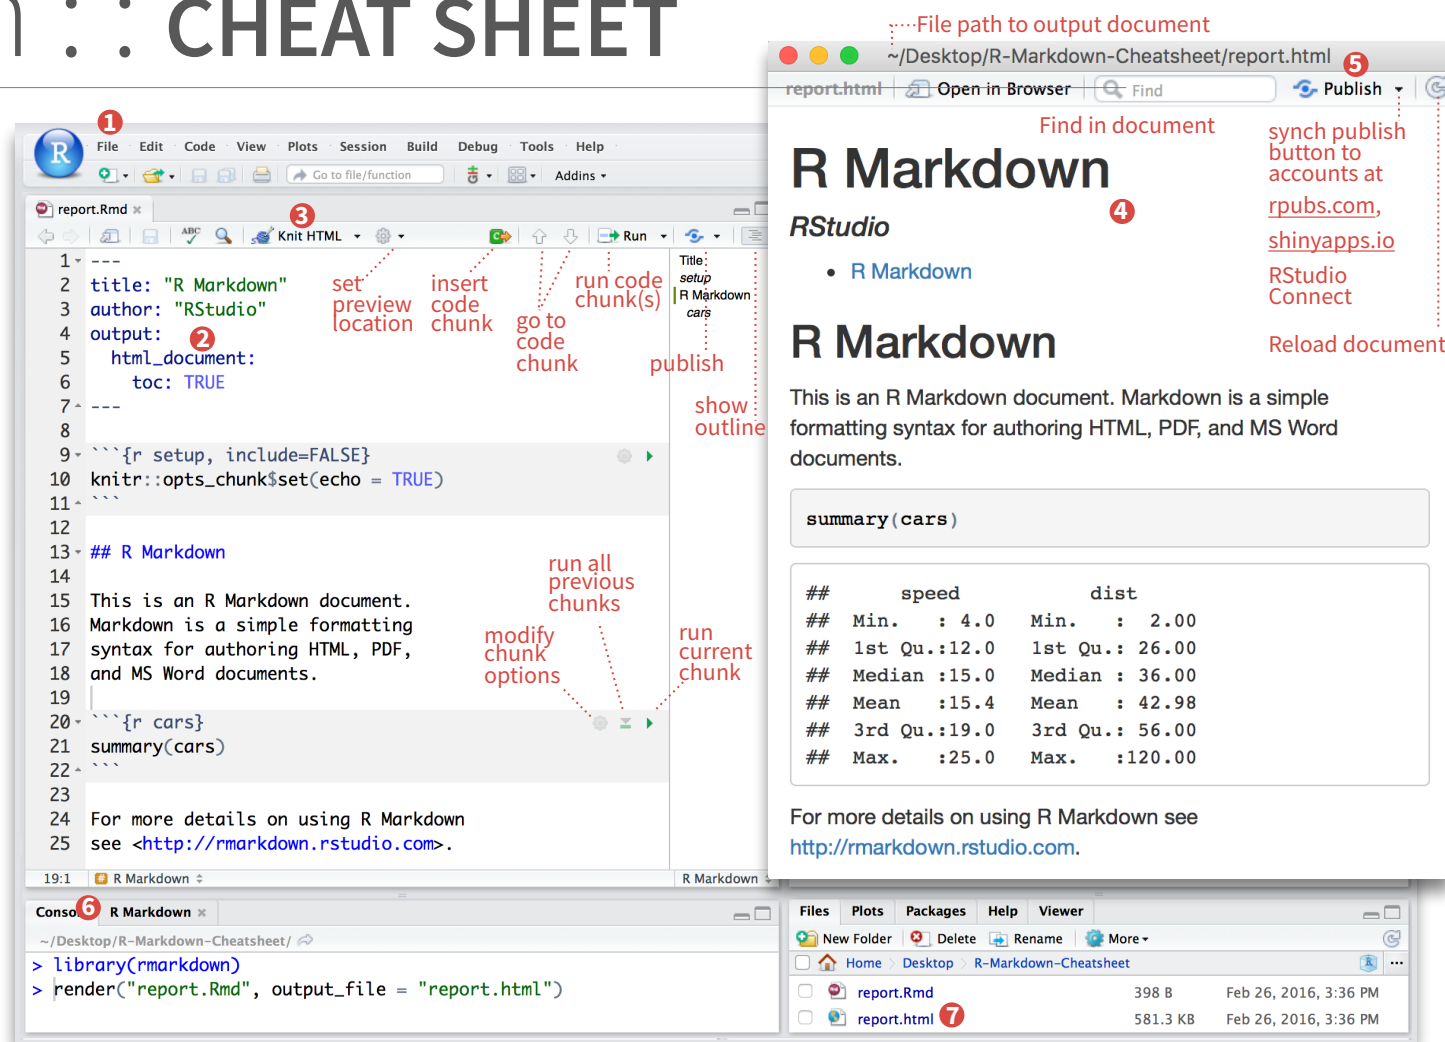 : : CHEAT SHEET
File path to output document
~/Desktop/R-Markdown-Cheatsheet/report.html
5
report.html Open in Browser Find Publish
Find in document
synch publish
button to
accounts at
rpubs.com,
shinyapps.io
RStudio
Connect
Reload document
R Markdown
4
RStudio
• R Markdown
R Markdown
This is an R Markdown document. Markdown is a simple
formatting syntax for authoring HTML, PDF, and MS Word
documents.
summary(cars)
##      speed           dist
##  Min.   : 4.0   Min.   :  2.00
##  1st Qu.:12.0   1st Qu.: 26.00
##  Median :15.0   Median : 36.00
##  Mean   :15.4   Mean   : 42.98
##  3rd Qu.:19.0   3rd Qu.: 56.00
##  Max.   :25.0   Max.   :120.00
For more details on using R Markdown see
http://rmarkdown.rstudio.com.
1
R
File Edit Code View Plots Session Build Debug Tools Help
Go to file/function Addins
report.Rmd
3
ABC Knit HTML Run
set
preview
location
insert
code
chunk
go to
code
chunk
run code
chunk(s)
publish
show
outline
Title
setup
R Markdown
cars
1 ---
2 title: "R Markdown"
3 author: "RStudio"
4 output:
2
5   html_document:
6     toc: TRUE
7 ---
8
9 ```{r setup, include=FALSE}
10 knitr::opts_chunk$set(echo = TRUE)
11 ```
12
13 ## R Markdown
14
15 This is an R Markdown document.
16 Markdown is a simple formatting
17 syntax for authoring HTML, PDF,
18 and MS Word documents.
19
20 ```{r cars}
21 summary(cars)
22 ```
23
24 For more details on using R Markdown
25 see <http://rmarkdown.rstudio.com>.
modify
chunk
options
run all
previous
chunks
run
current
chunk
19:1 # R Markdown R Markdown
6
R Markdown
~/Desktop/R-Markdown-Cheatsheet/
> library(rmarkdown)
> render("report.Rmd", output_file = "report.html")
Files Plots Packages Help Viewer
New Folder Delete Rename More
Home Desktop R-Markdown-Cheatsheet R ...
report.Rmd 398 B Feb 26, 2016, 3:36 PM
report.html 7 581.3 KB Feb 26, 2016, 3:36 PM